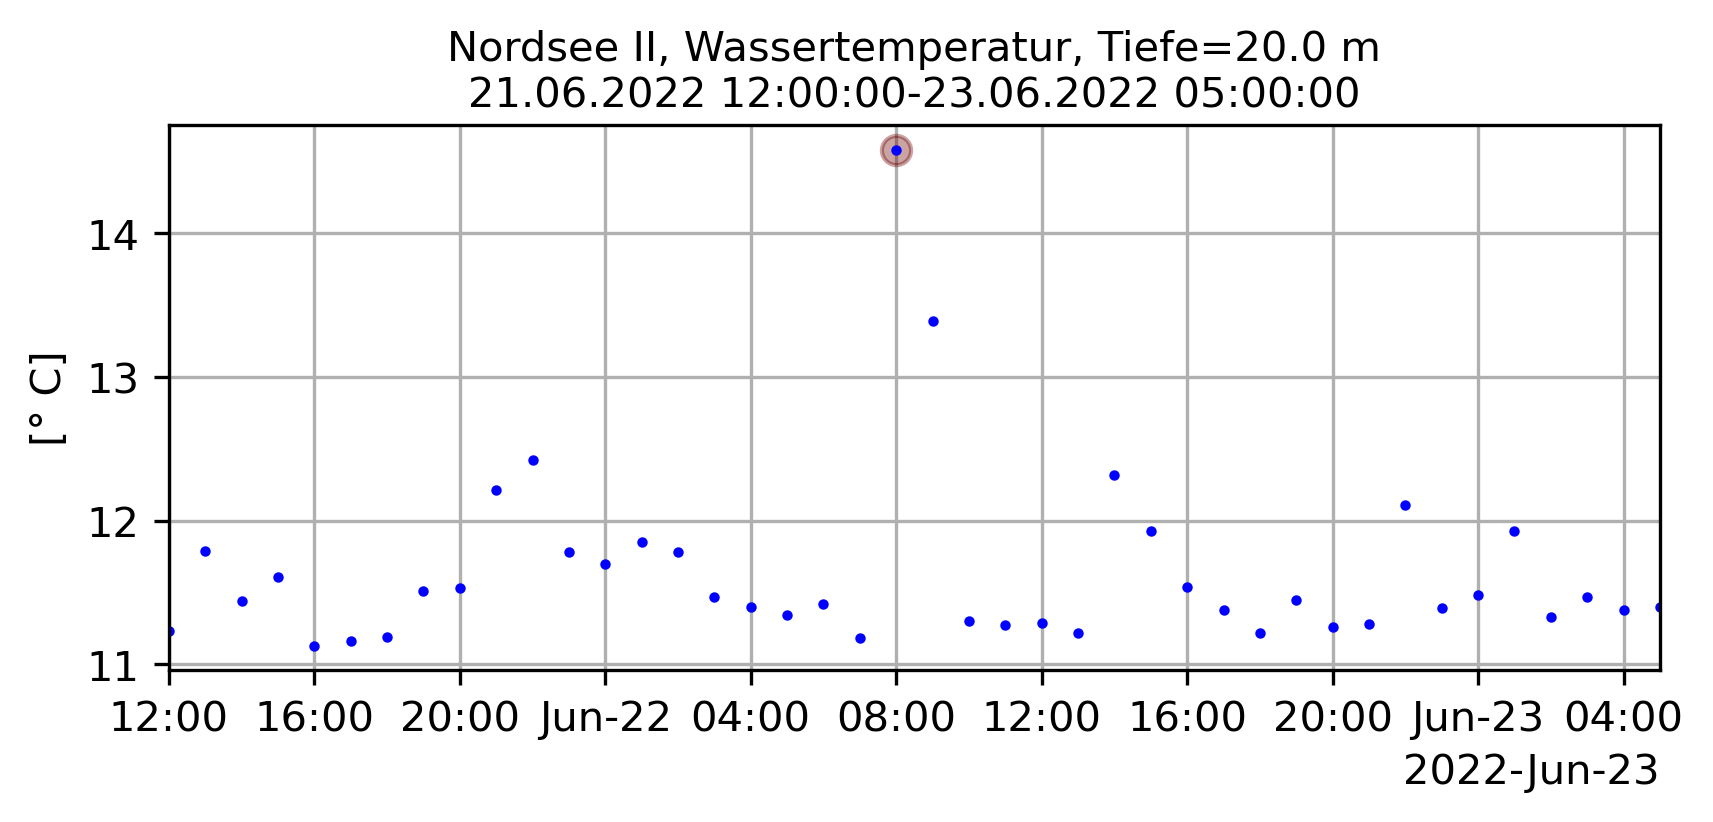 Nordsee II, Wassertemperatur, Tiefe=20.0 m
21.06.2022 12:00:00-23.06.2022 05:00:00
[° C]
14
13
12
11
12:00 16:00 20:00 Jun-22 04:00 08:00 12:00 16:00 20:00 Jun-23 04:00
2022-Jun-23